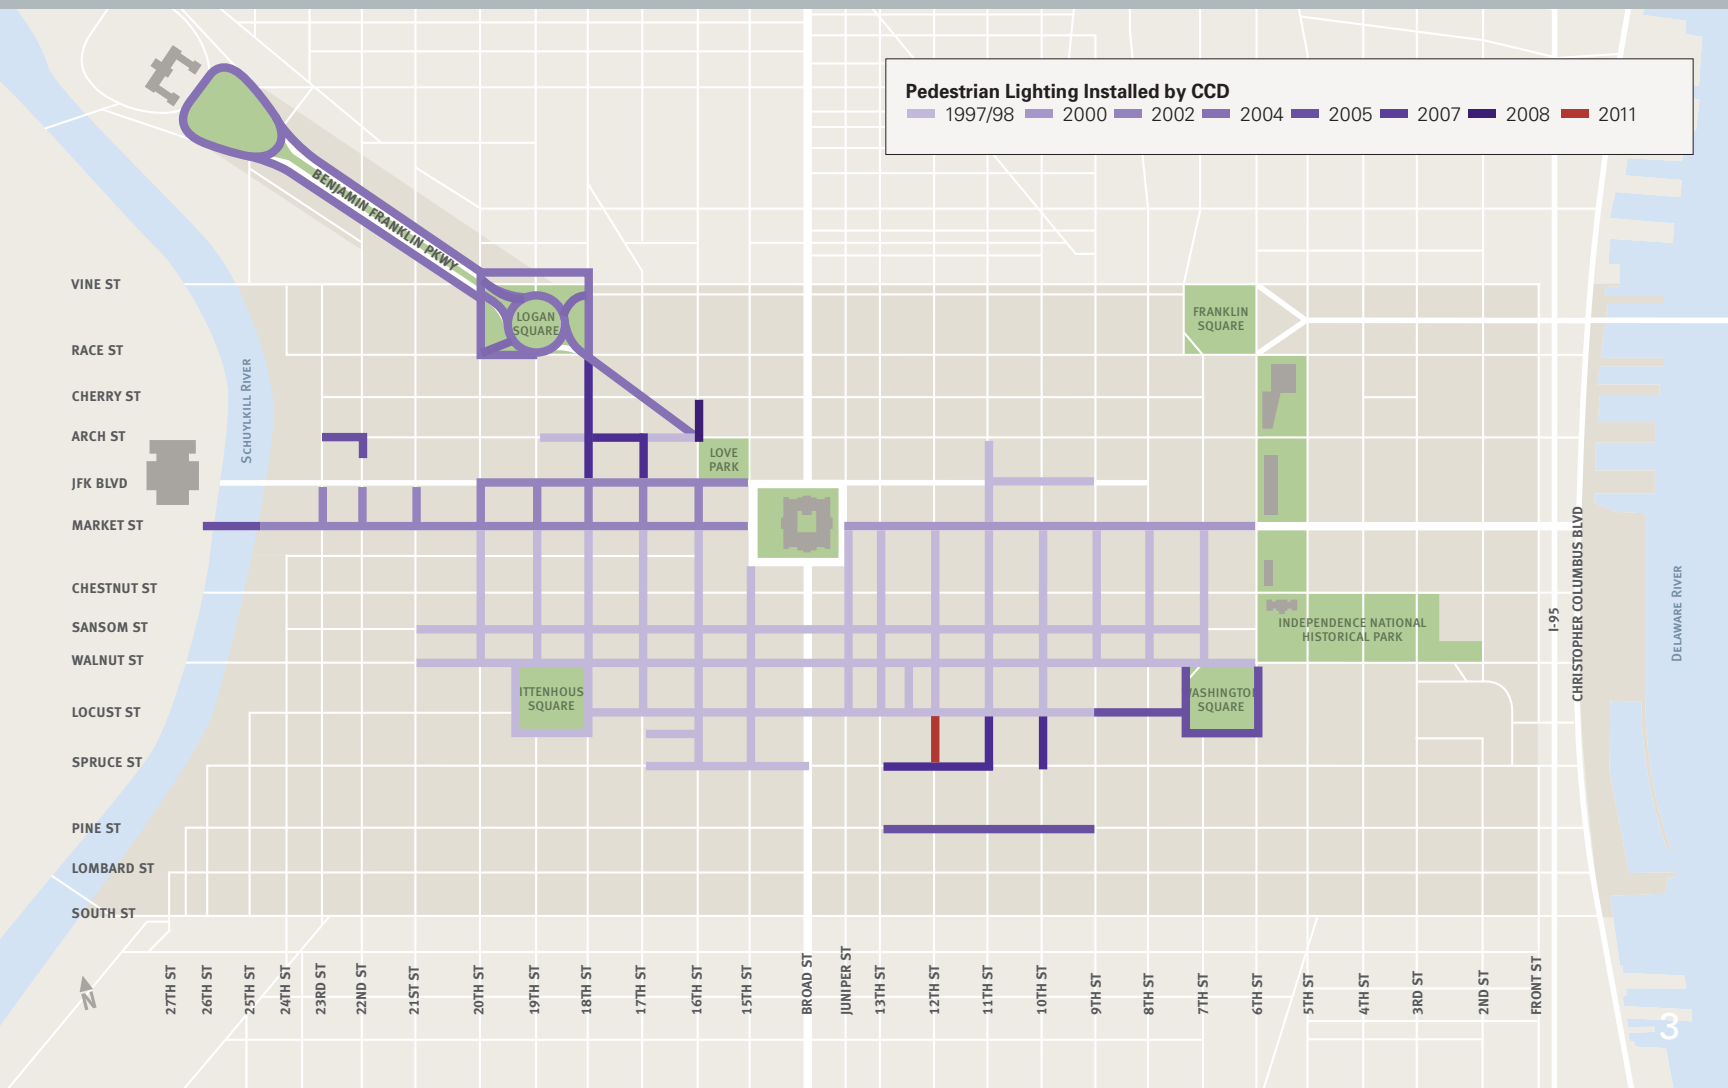 Pedestrian Lighting Installed by CCD
1997/98 2000 2002 2004 2005 2007 2008 2011
BENJAMIN FRANKLIN PKWY
VINE ST
LOGAN
SQUARE
FRANKLIN
SQUARE
RACE ST
CHERRY ST
SCHUYLKILL RIVER
ARCH ST
LOVE
PARK
JFK BLVD
MARKET ST
CHESTNUT ST
SANSOM ST
INDEPENDENCE NATIONAL
HISTORICAL PARK
I-95
CHRISTOPHER COLUMBUS BLVD
DELAWARE RIVER
WALNUT ST
ITTENHOUS
SQUARE
ASHINGTO
SQUARE
LOCUST ST
SPRUCE ST
PINE ST
LOMBARD ST
SOUTH ST
N
27TH ST
26TH ST
25TH ST
24TH ST
23RD ST
22ND ST
21ST ST
20TH ST
19TH ST
18TH ST
17TH ST
16TH ST
15TH ST
BROAD ST
JUNIPER ST
13TH ST
12TH ST
11TH ST
10TH ST
9TH ST
8TH ST
7TH ST
6TH ST
5TH ST
4TH ST
3RD ST
2ND ST
FRONT ST
3